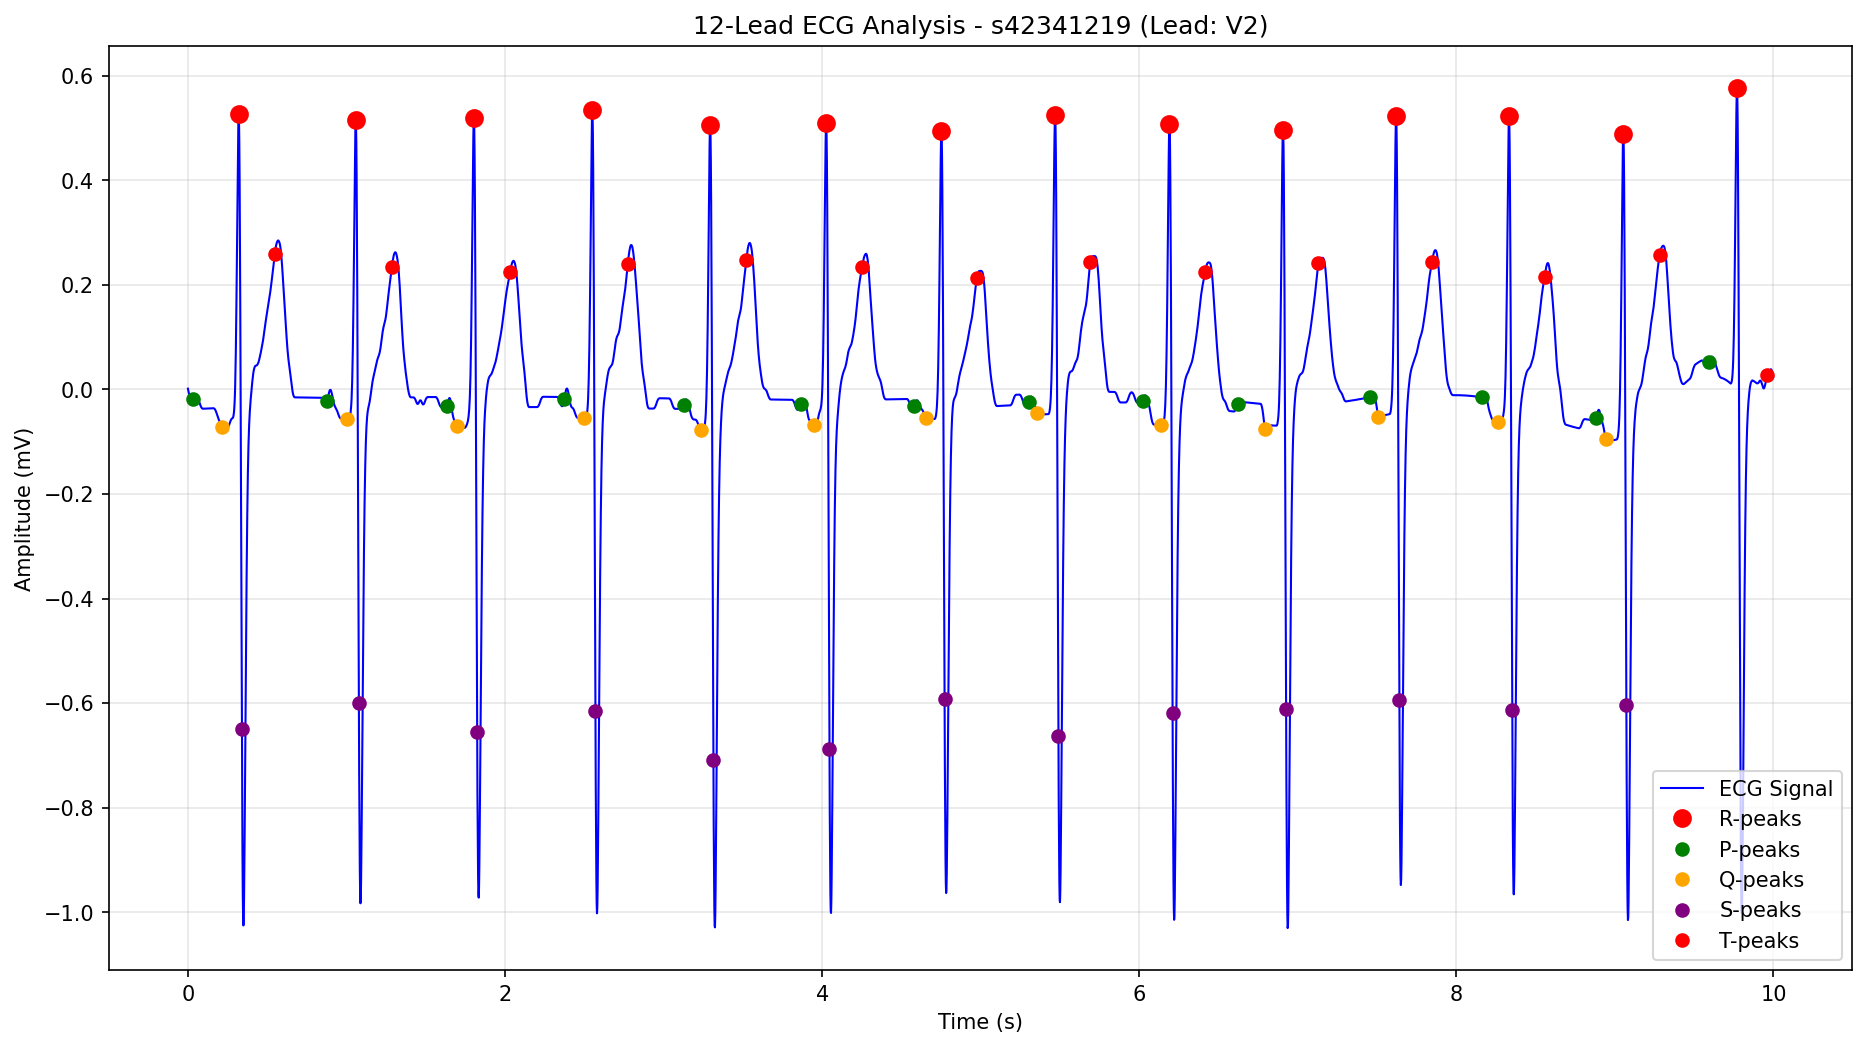 12-Lead ECG Analysis - s42341219 (Lead: V2)
Amplitude (mV)
0.6
0.4
0.2
0.0
−0.2
−0.4
−0.6
−0.8
−1.0
ECG Signal
R-peaks
P-peaks
Q-peaks
S-peaks
T-peaks
0 2 4 6 8 10
Time (s)